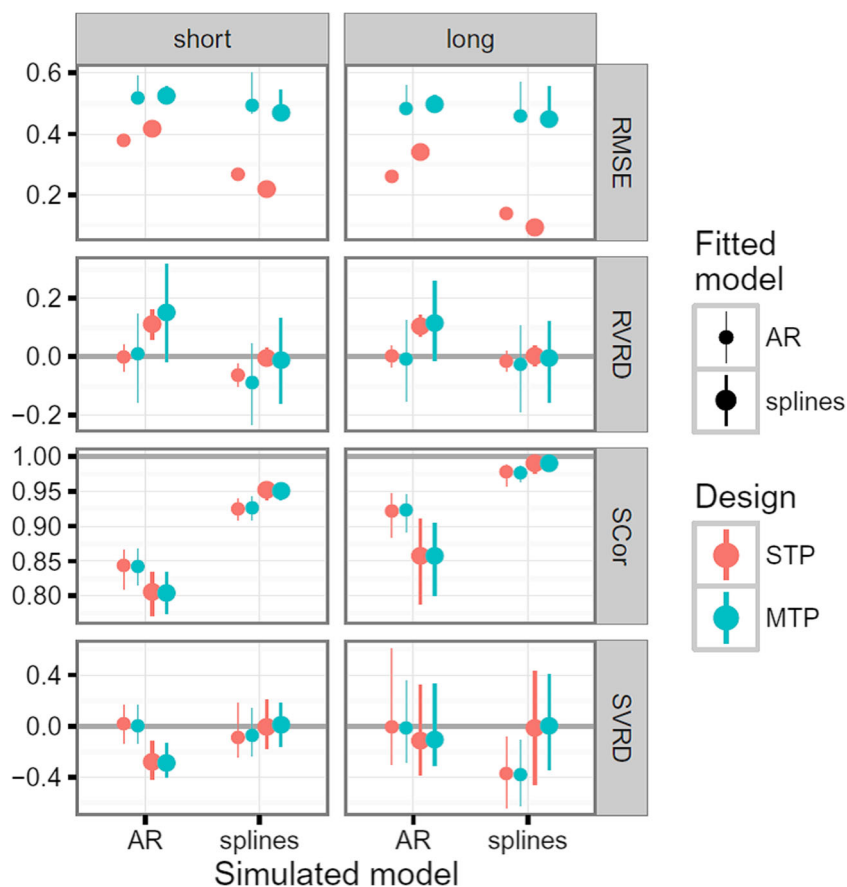 short long
0.6
0.4
0.2
RMSE
0.2
0.0
−0.2
RVRD
1.00
0.95
0.90
0.85
0.80
SCor
0.4
0.0
−0.4
SVRD
AR splines AR splines
Simulated model
Fitted
model
AR
splines
Design
STP
MTP